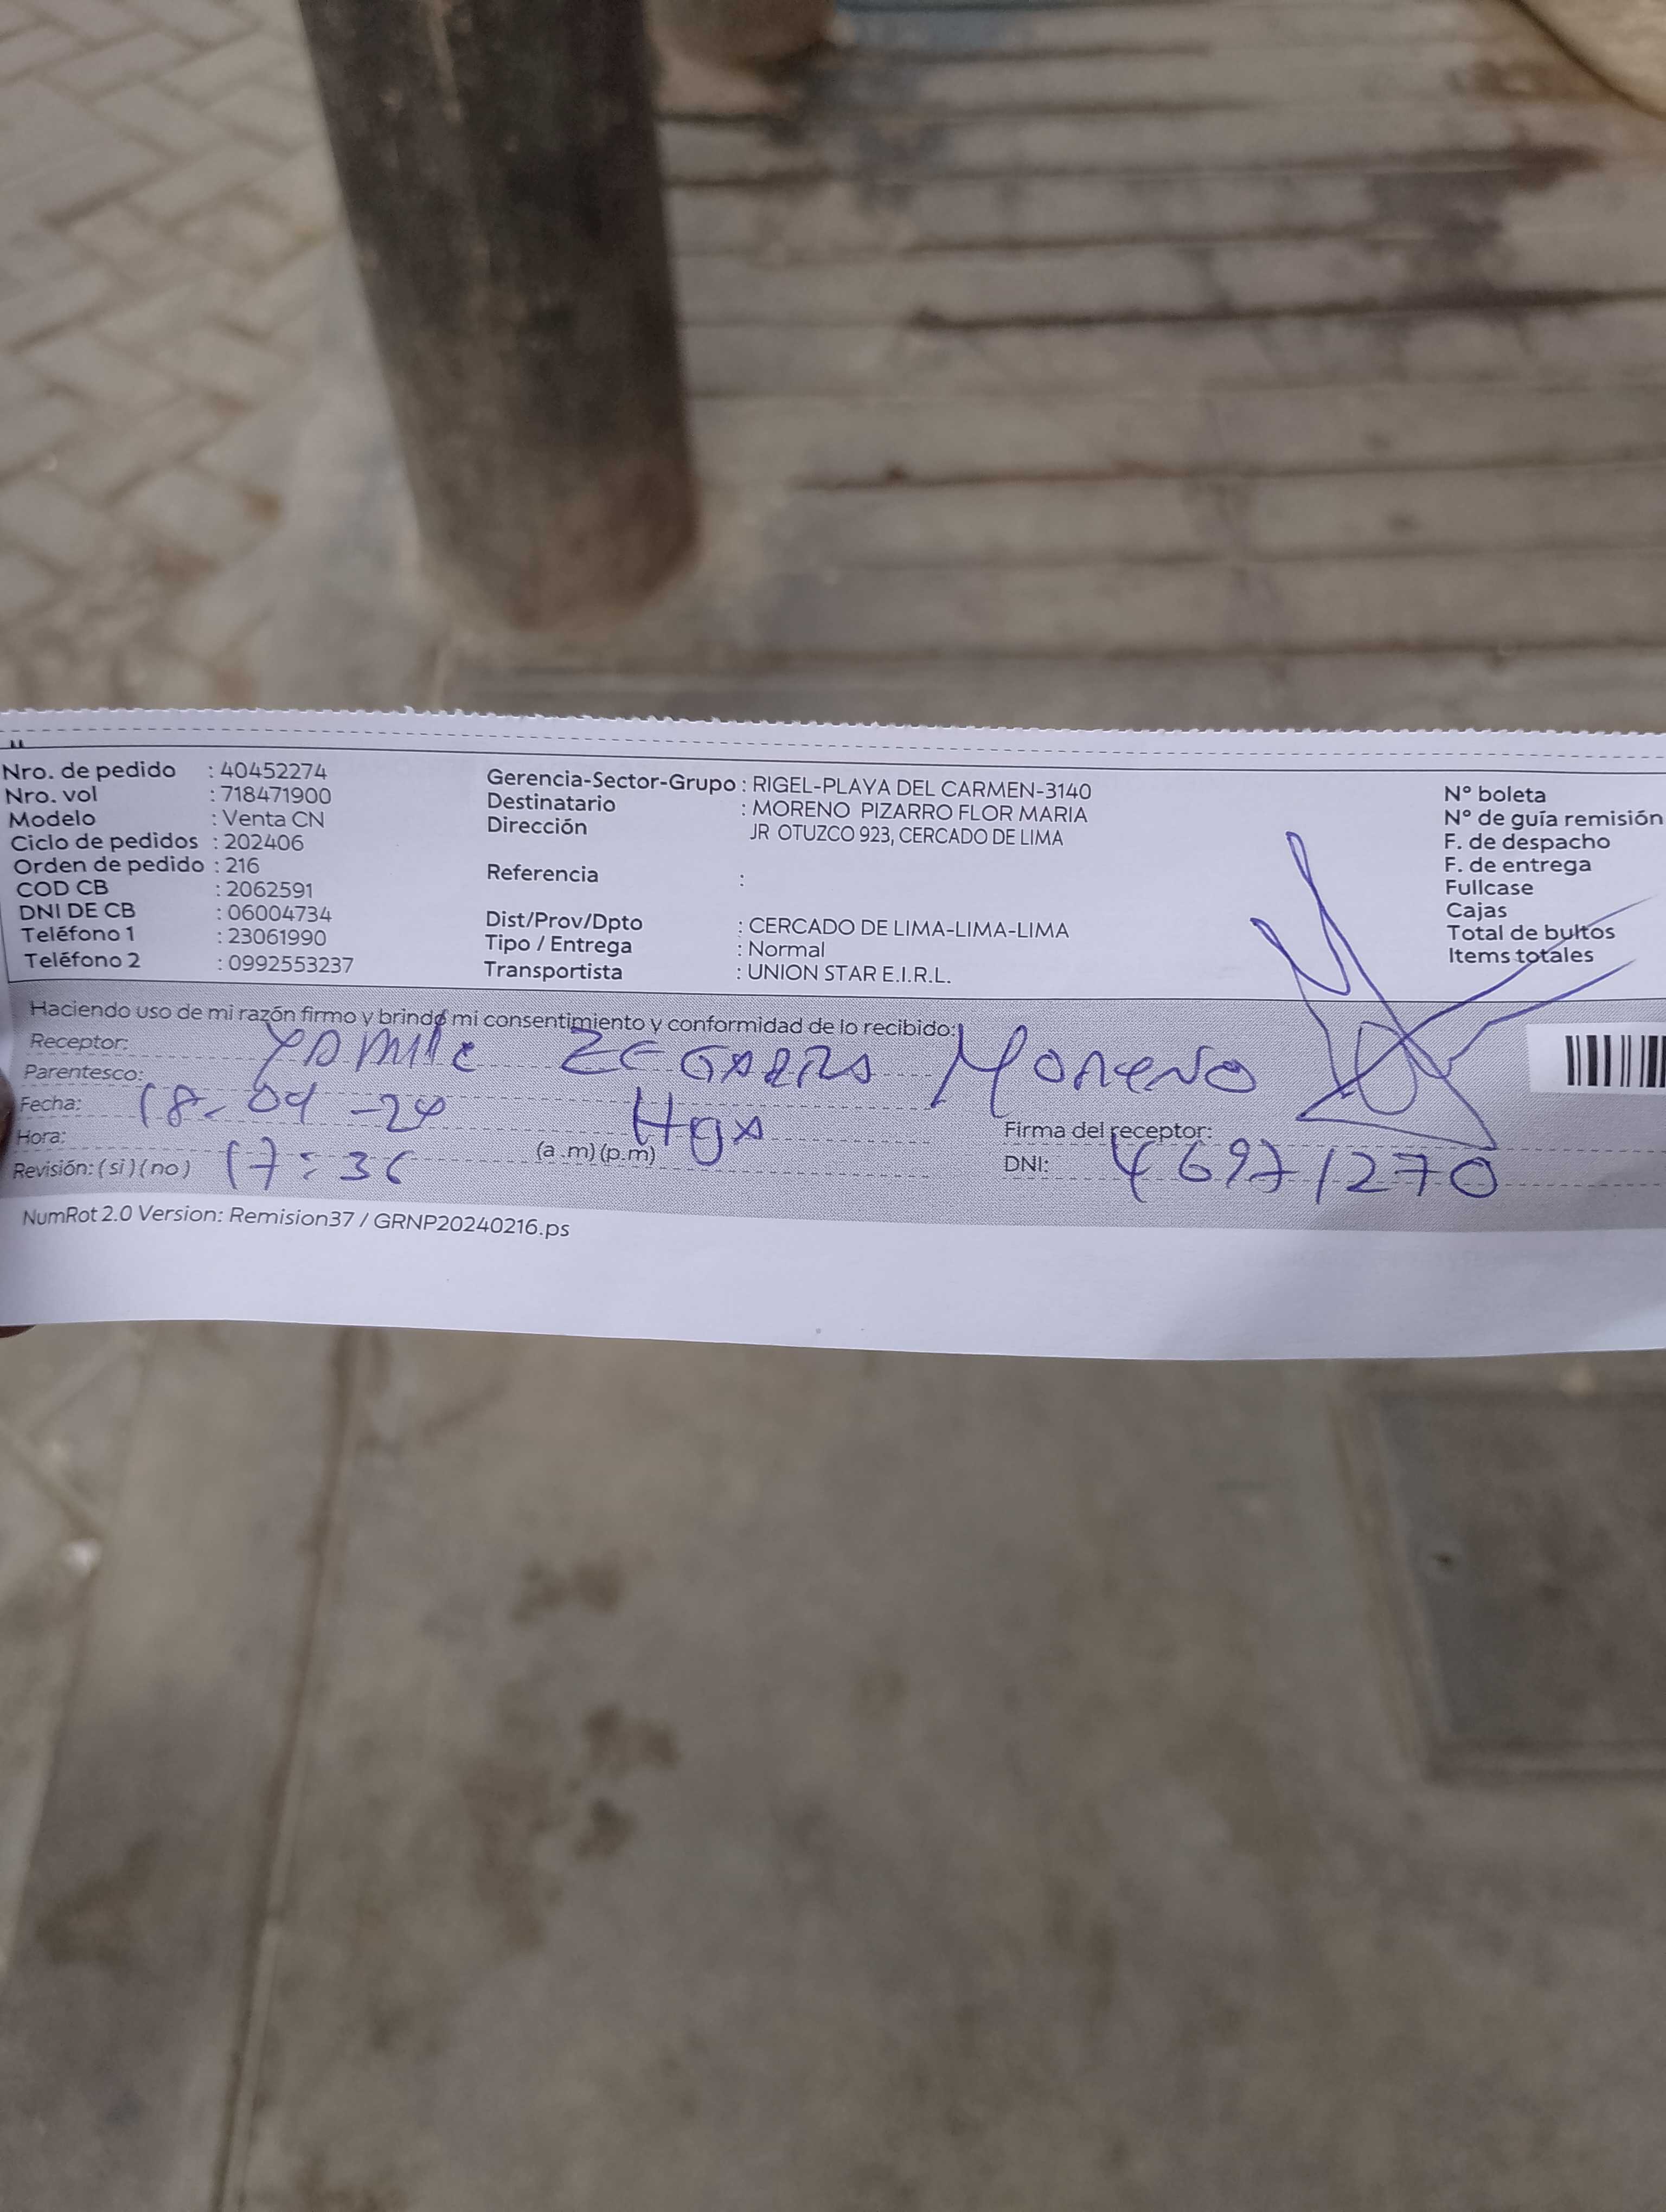 Nro. de pedido : 40452274
Nro. vol : 718471900
Modelo : Venta CN
Ciclo de pedidos : 202406
Orden de pedido : 216
COD CB : 2062591
DNI DE CB : 06004734
Teléfono 1 : 23061990
Teléfono 2 : 0992553237
Gerencia-Sector-Grupo : RIGEL-PLAYA DEL CARMEN-3140
Destinatario : MORENO PIZARRO FLOR MARIA
Dirección JR OTUZCO 923, CERCADO DE LIMA
Referencia :
Dist/Prov/Dpto : CERCADO DE LIMA-LIMA-LIMA
Tipo / Entrega : Normal
Transportista : UNION STAR E.I.R.L.
N° boleta
N° de guía remisión
F. de despacho
F. de entrega
Fullcase
Cajas
Total de bultos
Items totales
Haciendo uso de mi razón firmo y brindo mi consentimiento y conformidad de lo recibido:
Receptor: YAMILE ZEGARRA MORENO
Parentesco: Hija
Fecha: 18-04-24
Hora: 17:36 (a.m)(p.m)
Revisión: (si)(no)
Firma del receptor:
DNI: 46971270
NumRot 2.0 Version: Remision37 / GRNP20240216.ps